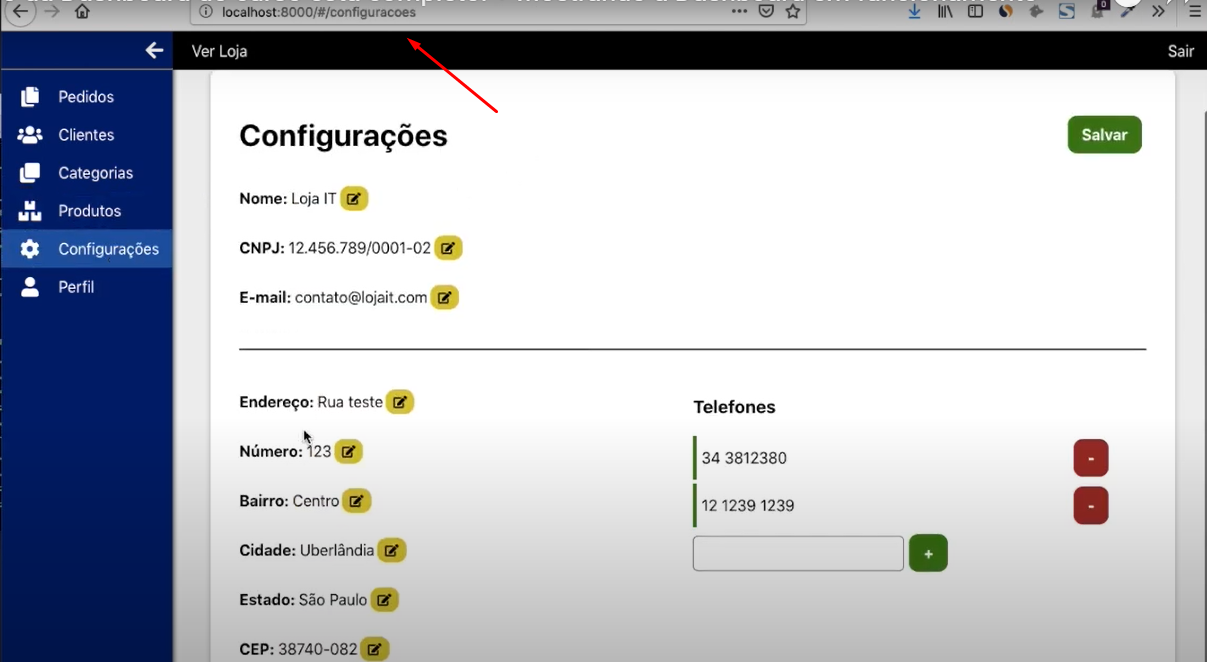 localhost:8000/#/configuracoes
Ver Loja
Sair
Pedidos
Clientes
Categorias
Produtos
Configurações
Perfil
Configurações
Salvar
Nome: Loja IT
CNPJ: 12.456.789/0001-02
E-mail: contato@lojait.com
Endereço: Rua teste
Número: 123
Bairro: Centro
Cidade: Uberlândia
Estado: São Paulo
CEP: 38740-082
Telefones
34 3812380
-
12 1239 1239
-
+